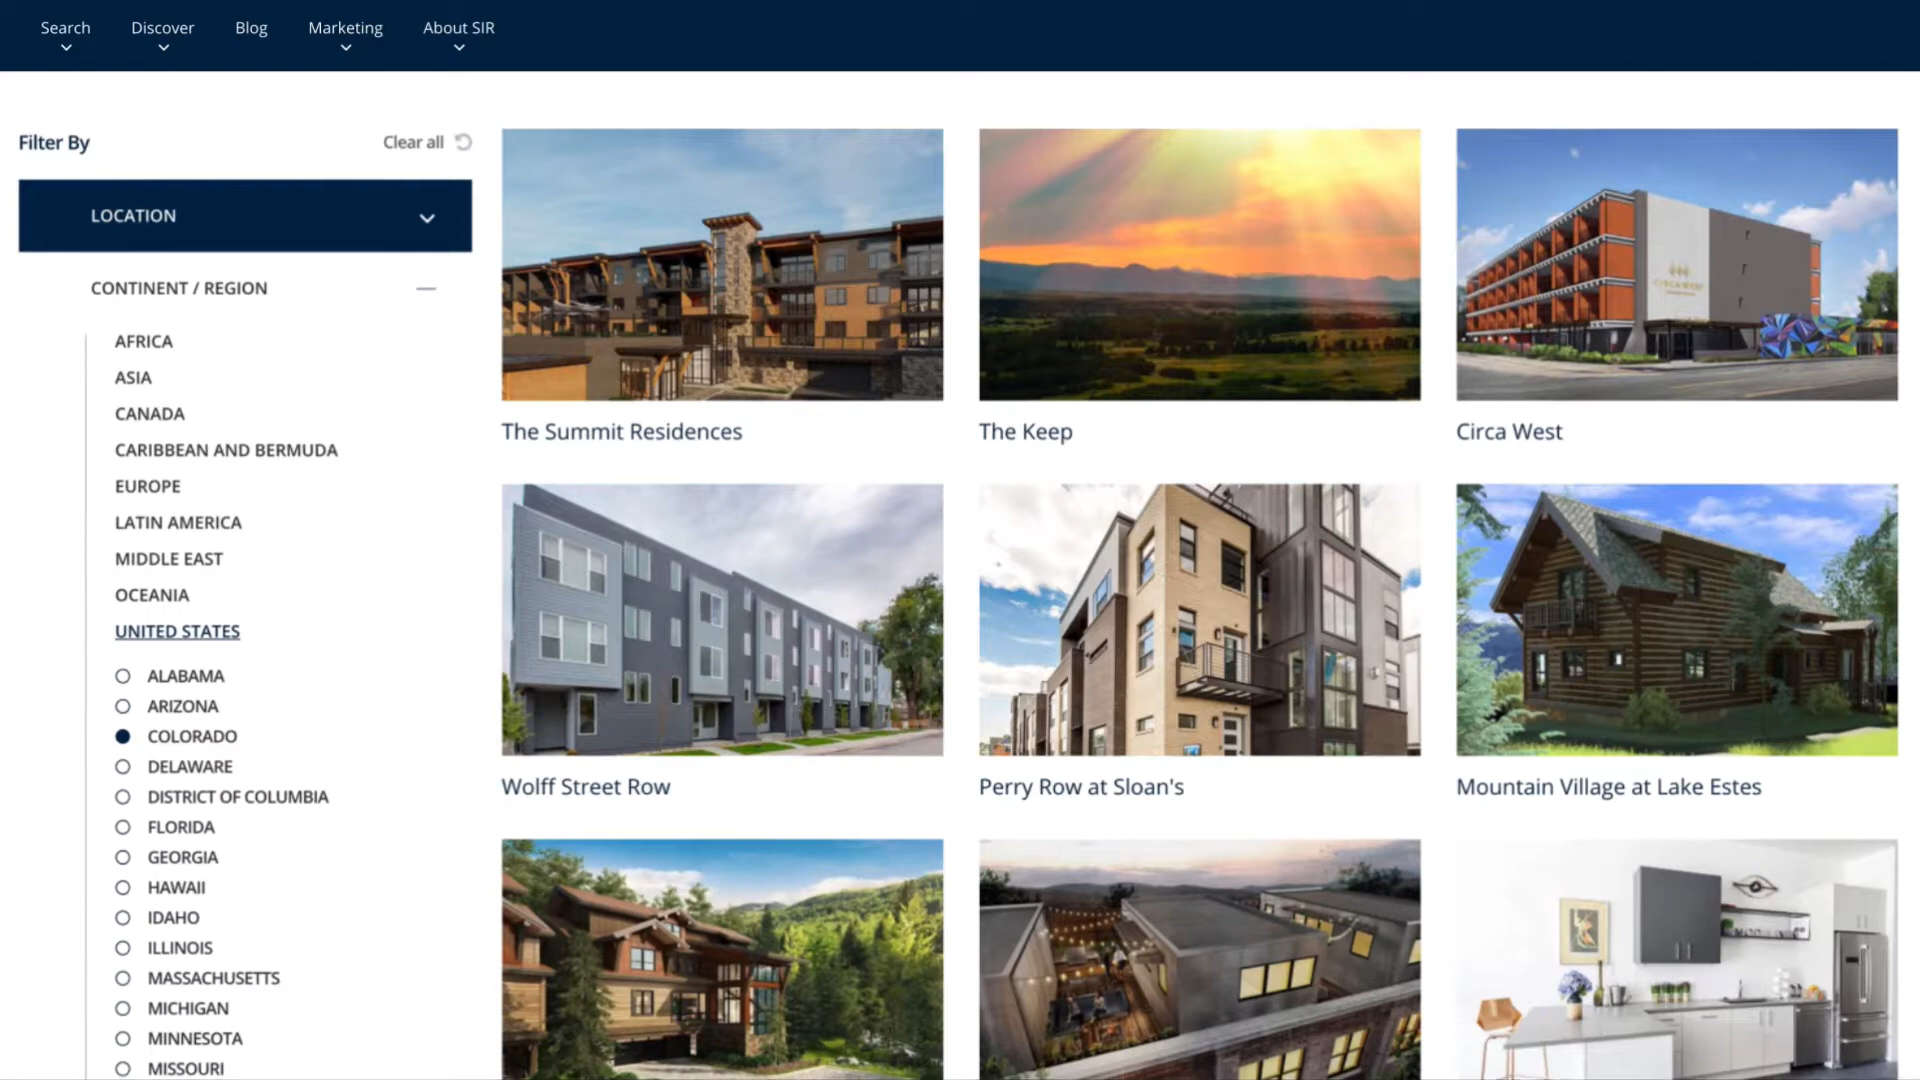 Search
Discover
Blog
Marketing
About SIR
Filter By
Clear all
LOCATION
CONTINENT / REGION
AFRICA
ASIA
CANADA
CARIBBEAN AND BERMUDA
EUROPE
LATIN AMERICA
MIDDLE EAST
OCEANIA
UNITED STATES
ALABAMA
ARIZONA
COLORADO
DELAWARE
DISTRICT OF COLUMBIA
FLORIDA
GEORGIA
HAWAII
IDAHO
ILLINOIS
MASSACHUSETTS
MICHIGAN
MINNESOTA
MISSOURI
CIRCA WEST
The Summit Residences
The Keep
Circa West
Wolff Street Row
Perry Row at Sloan's
Mountain Village at Lake Estes